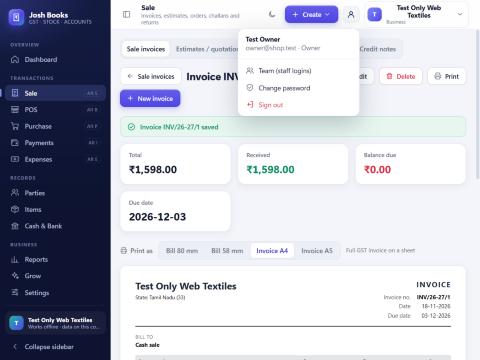 Josh Books
GST · STOCK · ACCOUNTS
OVERVIEW
Dashboard
TRANSACTIONS
Sale
POS
Purchase
Payments
Expenses
RECORDS
Parties
Items
Cash & Bank
BUSINESS
Reports
Grow
Settings
Test Only Web Textiles
Works offline · data on this co...
Collapse sidebar
Sale
Invoices, estimates, orders, challans and returns
+ Create
T
Test Only Web Textiles
Business
Test Owner
owner@shop.test · Owner
Team (staff logins)
Change password
Sign out
Sale invoices
Estimates / quotation
Credit notes
← Sale invoices
Invoice INV
Delete
Print
+ New invoice
Invoice INV/26-27/1 saved
Total
₹1,598.00
Received
₹1,598.00
Balance due
₹0.00
Due date
2026-12-03
Print as
Bill 80 mm
Bill 58 mm
Invoice A4
Invoice A5
Full GST invoice on a sheet
Test Only Web Textiles
State: Tamil Nadu (33)
INVOICE
Invoice no. INV/26-27/1
Date 18-11-2026
Due date 03-12-2026
BILL TO
Cash sale